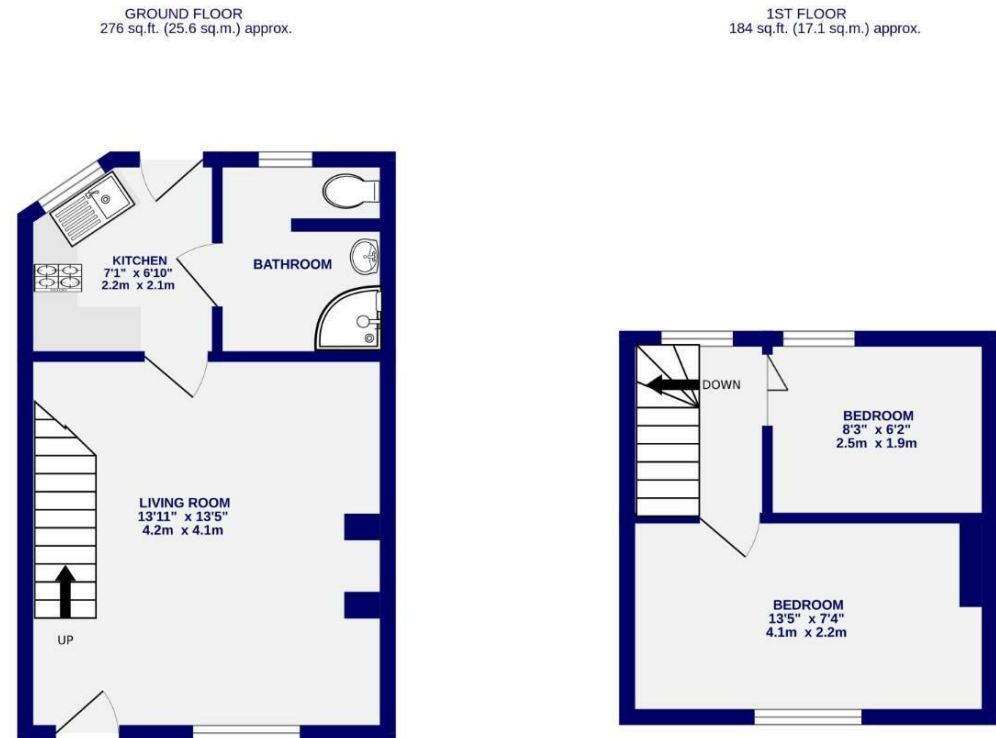 GROUND FLOOR
276 sq.ft. (25.6 sq.m.) approx.
1ST FLOOR
184 sq.ft. (17.1 sq.m.) approx.
KITCHEN
7'1" x 6'10"
2.2m x 2.1m
BATHROOM
LIVING ROOM
13'11" x 13'5"
4.2m x 4.1m
UP
DOWN
BEDROOM
8'3" x 6'2"
2.5m x 1.9m
BEDROOM
13'5" x 7'4"
4.1m x 2.2m